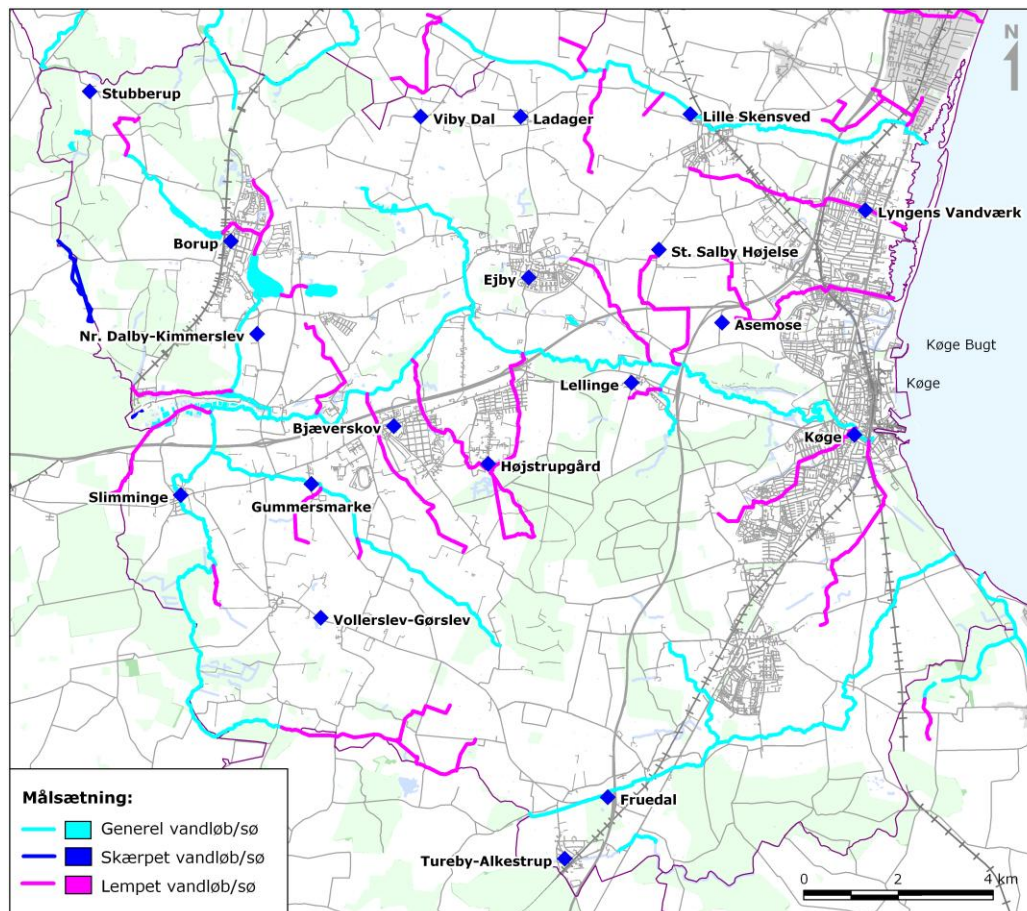 N
Stubberup
Viby Dal
Ladager
Lille Skensved
Lyngens Vandværk
Borup
St. Salby Højelse
Ejby
Asemose
Nr. Dalby-Kimmerslev
Køge Bugt
Lellinge
Køge
Bjæverskov
Køge
Højstrupgård
Slimminge
Gummersmarke
Vollerslev-Gørslev
Fruedal
Tureby-Alkestrup
Målsætning:
Generel vandløb/sø
Skærpet vandløb/sø
Lempet vandløb/sø
0 2 4 km